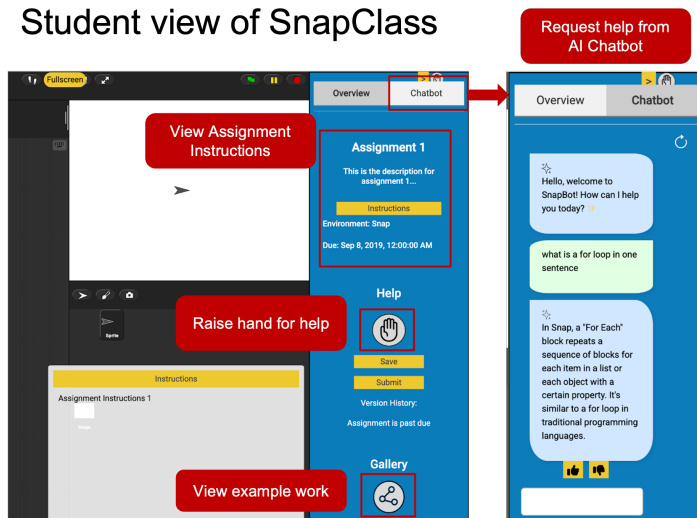 Student view of SnapClass
Request help from
AI Chatbot
Fullscreen
>
Overview
Chatbot
View Assignment
Instructions
Assignment 1
This is the description for
assignment 1...
Instructions
Environment: Snap
Due: Sep 8, 2019, 12:00:00 AM
Help
Raise hand for help
Save
Submit
Version History:
Assignment is past due
Gallery
View example work
Sprite
Instructions
Assignment Instructions 1
Stage
>
Overview
Chatbot
Hello, welcome to
SnapBot! How can I help
you today? ✨
what is a for loop in one
sentence
In Snap, a "For Each"
block repeats a
sequence of blocks for
each item in a list or
each object with a
certain property. It's
similar to a for loop in
traditional programming
languages.